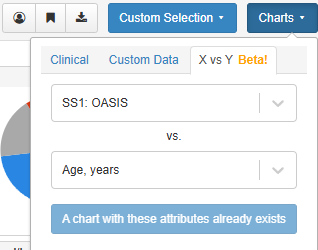 Custom Selection
Charts
Clinical
Custom Data
X vs Y Beta!
SS1: OASIS
vs.
Age, years
A chart with these attributes already exists